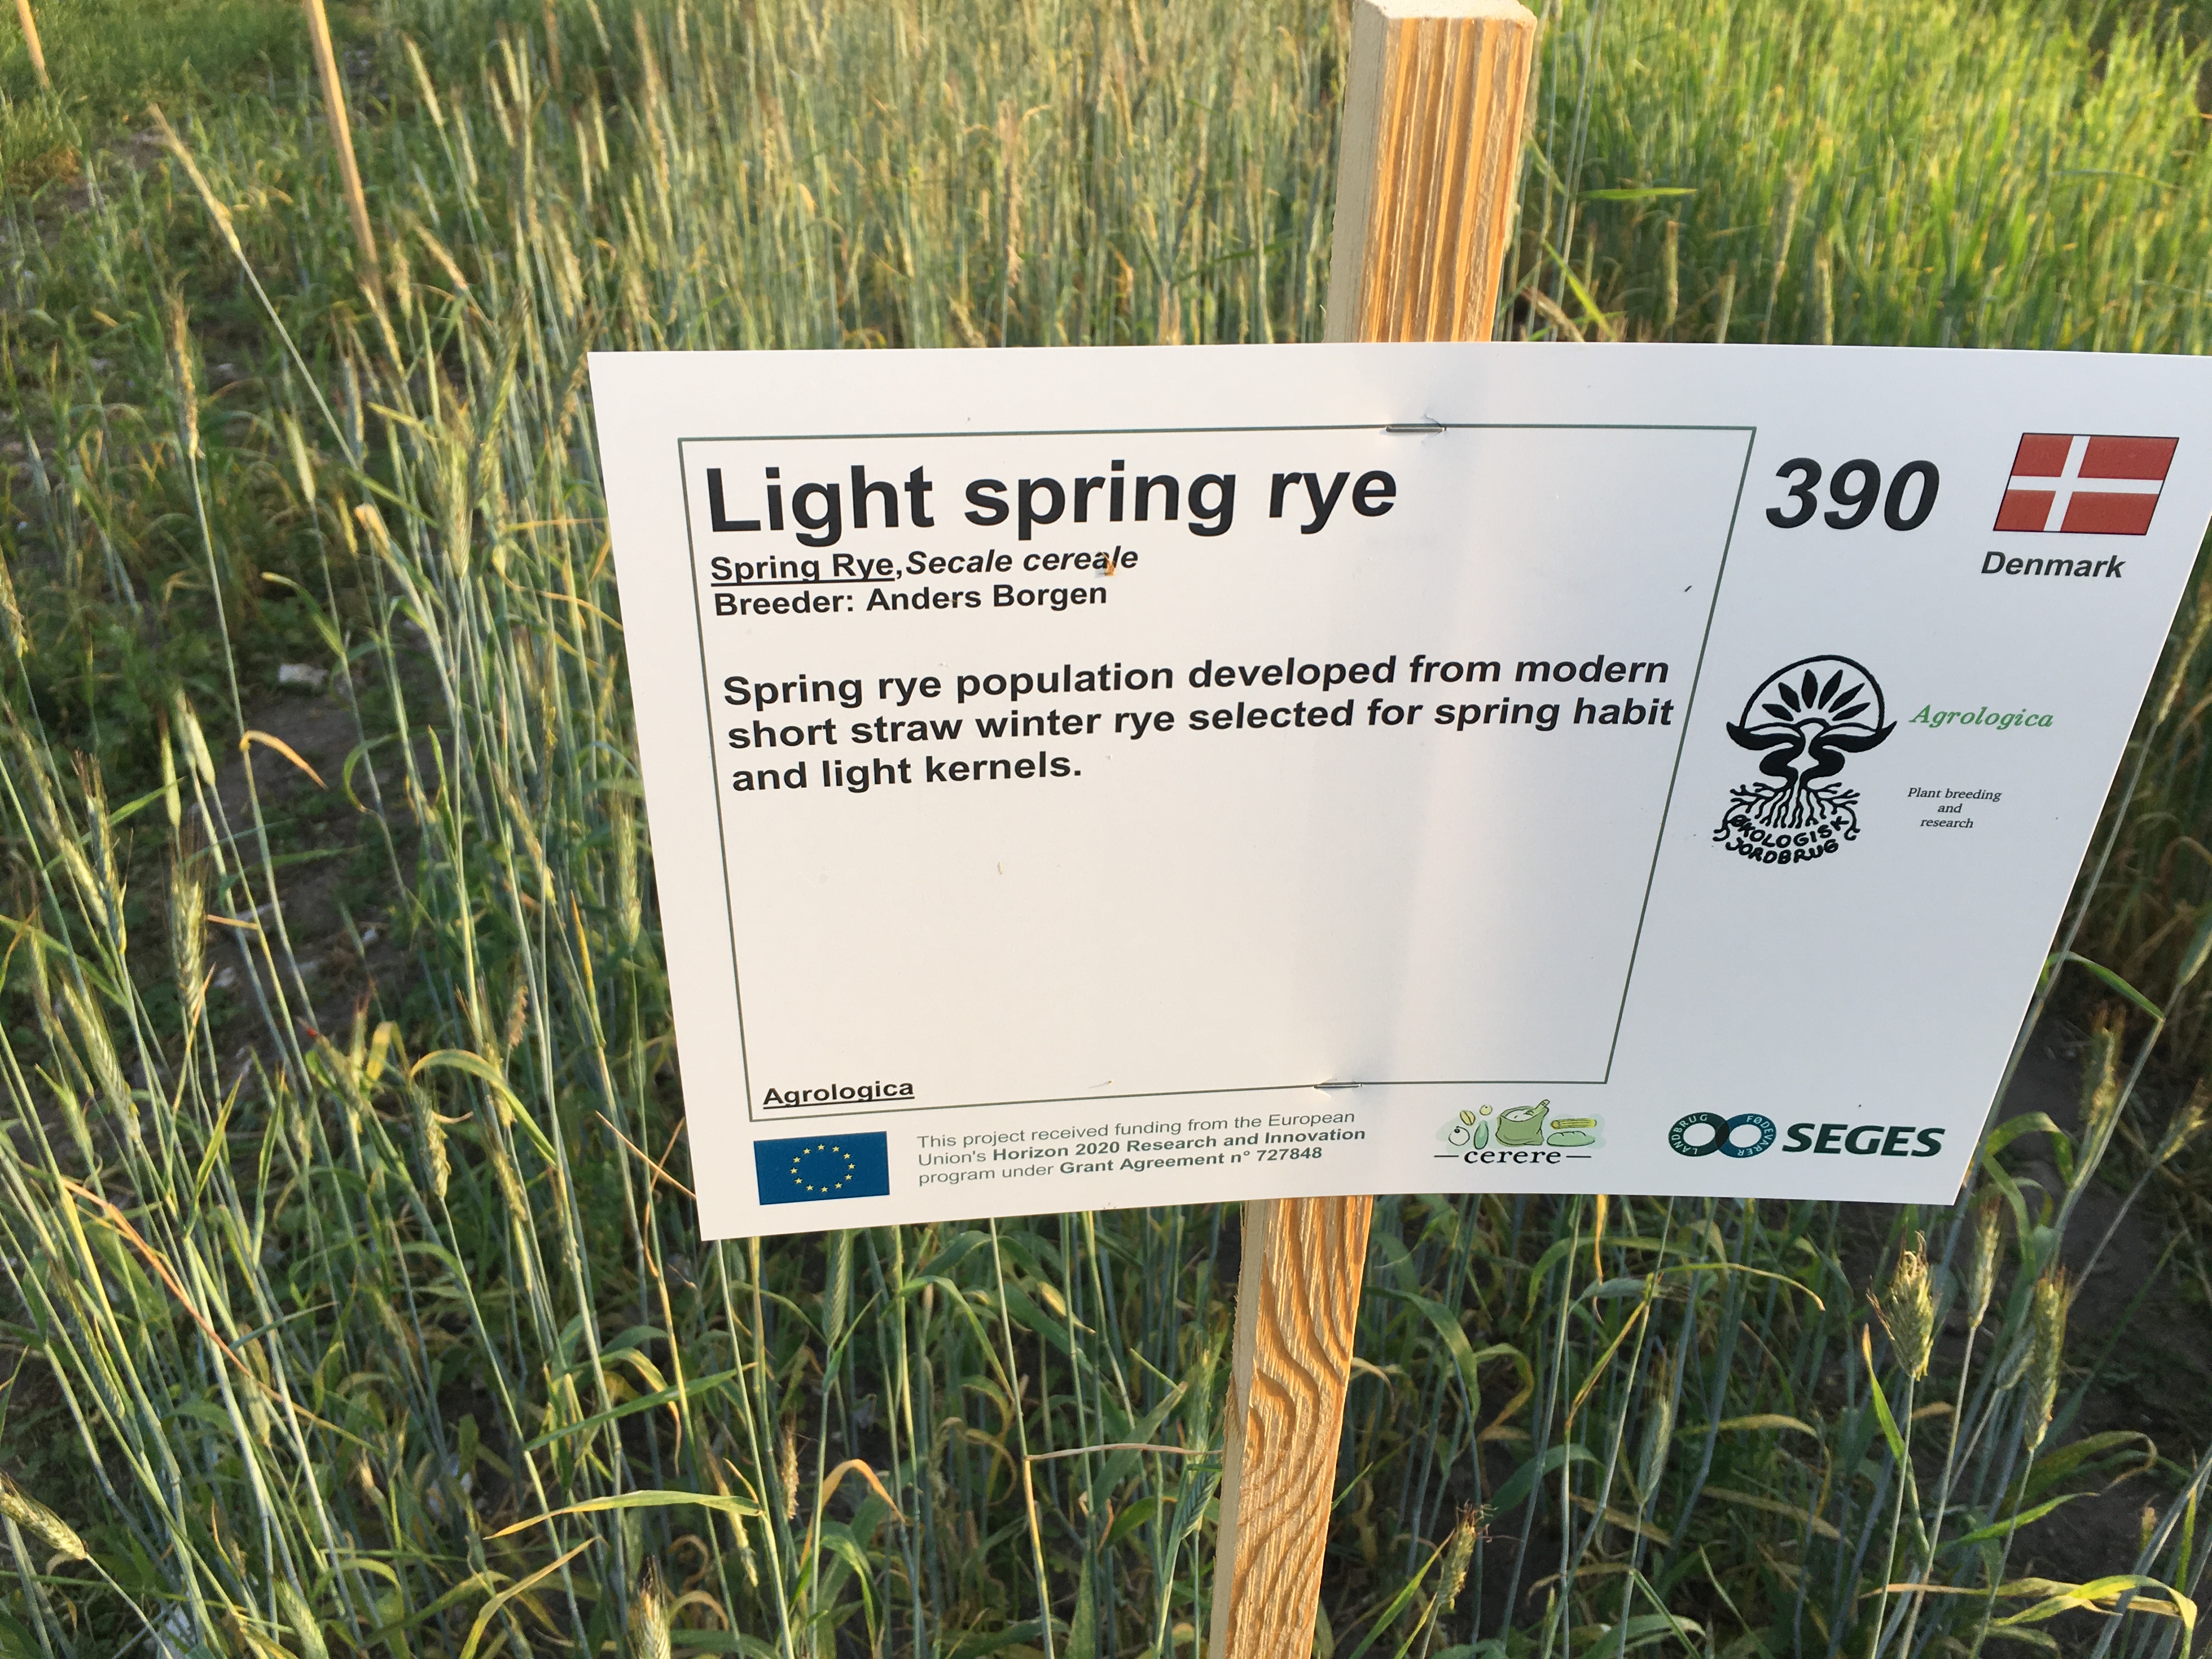 Light spring rye
Spring Rye,Secale cereale
Breeder: Anders Borgen
Spring rye population developed from modern
short straw winter rye selected for spring habit
and light kernels.
Agrologica
390
Denmark
Agrologica
Plant breeding
and
research
ØKOLOGISK
JORDBRUG
This project received funding from the European
Union's Horizon 2020 Research and Innovation
program under Grant Agreement n° 727848
cerere
LANDBRUG
FØDEVARER
SEGES